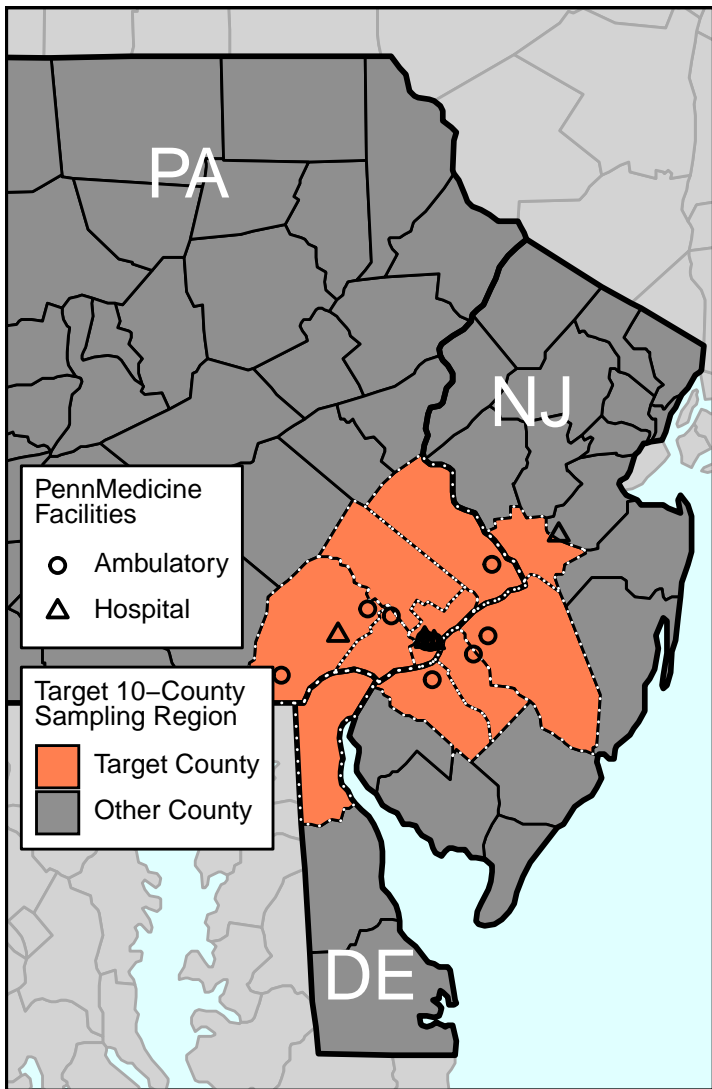 PA
NJ
PennMedicine
Facilities
Ambulatory
Hospital
Target 10−County
Sampling Region
Target County
Other County
DE